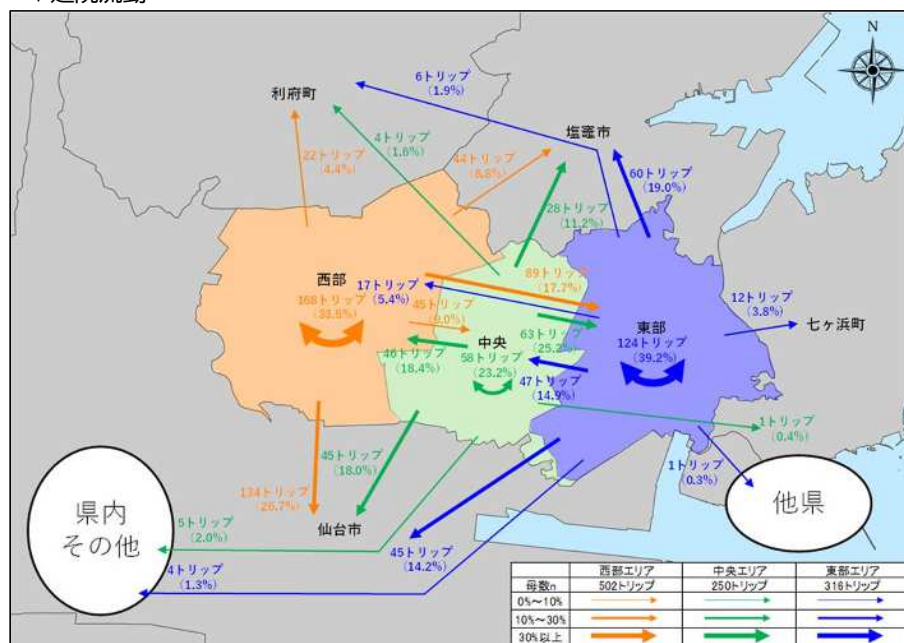 N
6トリップ
(1.9%)
利府町
塩竈市
4トリップ
(1.6%)
22トリップ
(4.4%)
44トリップ
(8.8%)
60トリップ
(19.0%)
28トリップ
(11.2%)
西部
17トリップ
(5.4%)
89トリップ
(17.7%)
168トリップ
(33.5%)
45トリップ
(9.0%)
12トリップ
(3.8%)
七ヶ浜町
東部
124トリップ
(39.2%)
中央
63トリップ
(25.2%)
46トリップ
(18.4%)
58トリップ
(23.2%)
47トリップ
(14.9%)
1トリップ
(0.4%)
45トリップ
(18.0%)
1トリップ
(0.3%)
134トリップ
(26.7%)
県内
その他
他県
仙台市
5トリップ
(2.0%)
45トリップ
(14.2%)
4トリップ
(1.3%)
西部エリア 中央エリア 東部エリア
母数n 502トリップ 250トリップ 316トリップ
0%~10%
10%~30%
30%以上